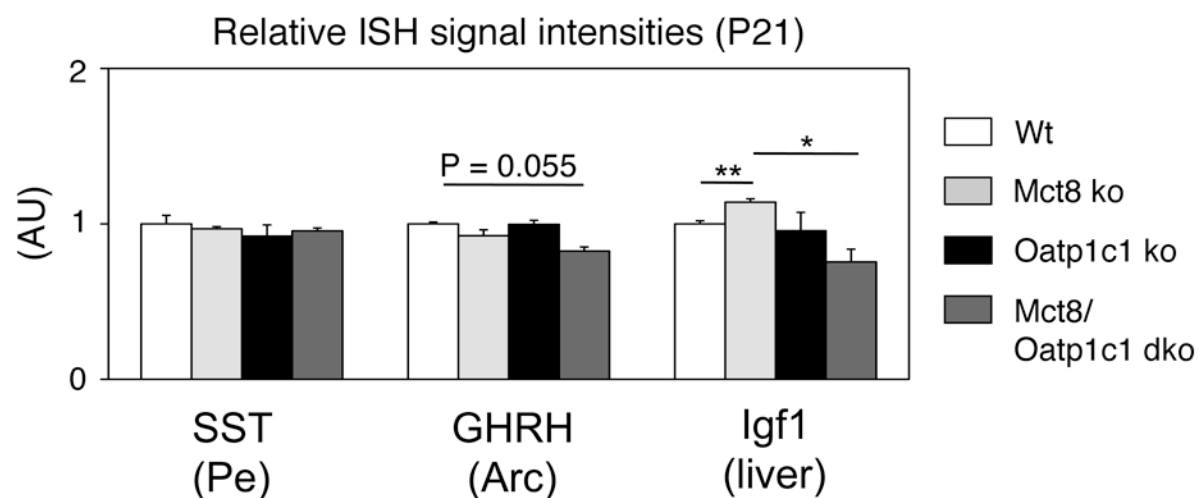 Relative ISH signal intensities (P21)
2
1
0
(AU)
P = 0.055
**
*
SST
(Pe)
GHRH
(Arc)
Igf1
(liver)
Wt
Mct8 ko
Oatp1c1 ko
Mct8/
Oatp1c1 dko